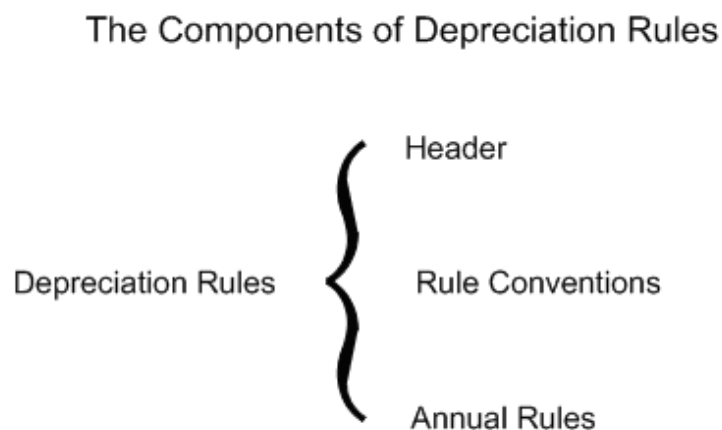 The Components of Depreciation Rules
Header
Depreciation Rules
Rule Conventions
Annual Rules